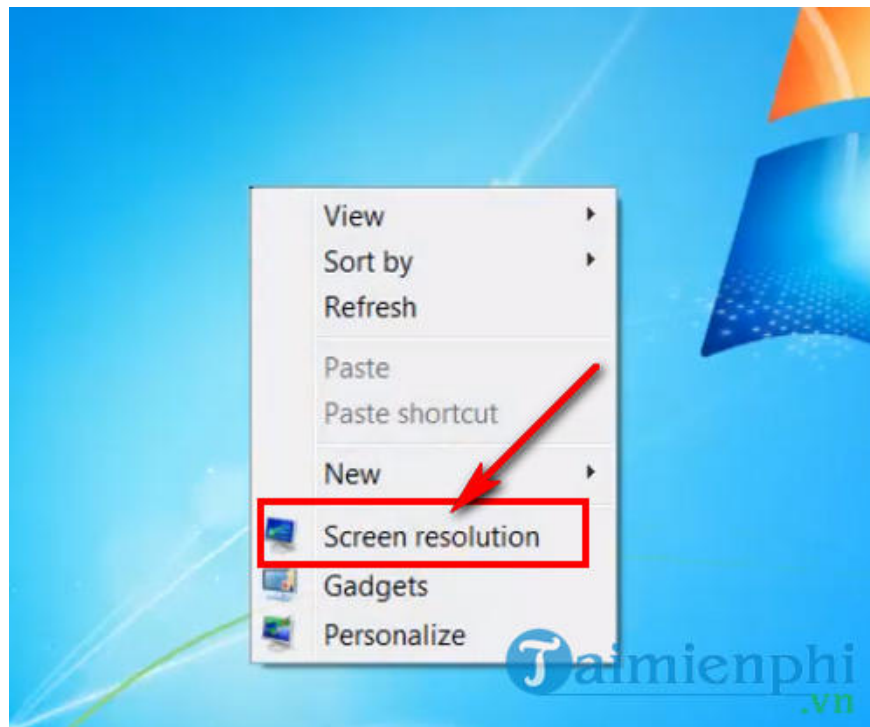 View
Sort by
Refresh
Paste
Paste shortcut
New
Screen resolution
Gadgets
Personalize
Taimienphi
.vn